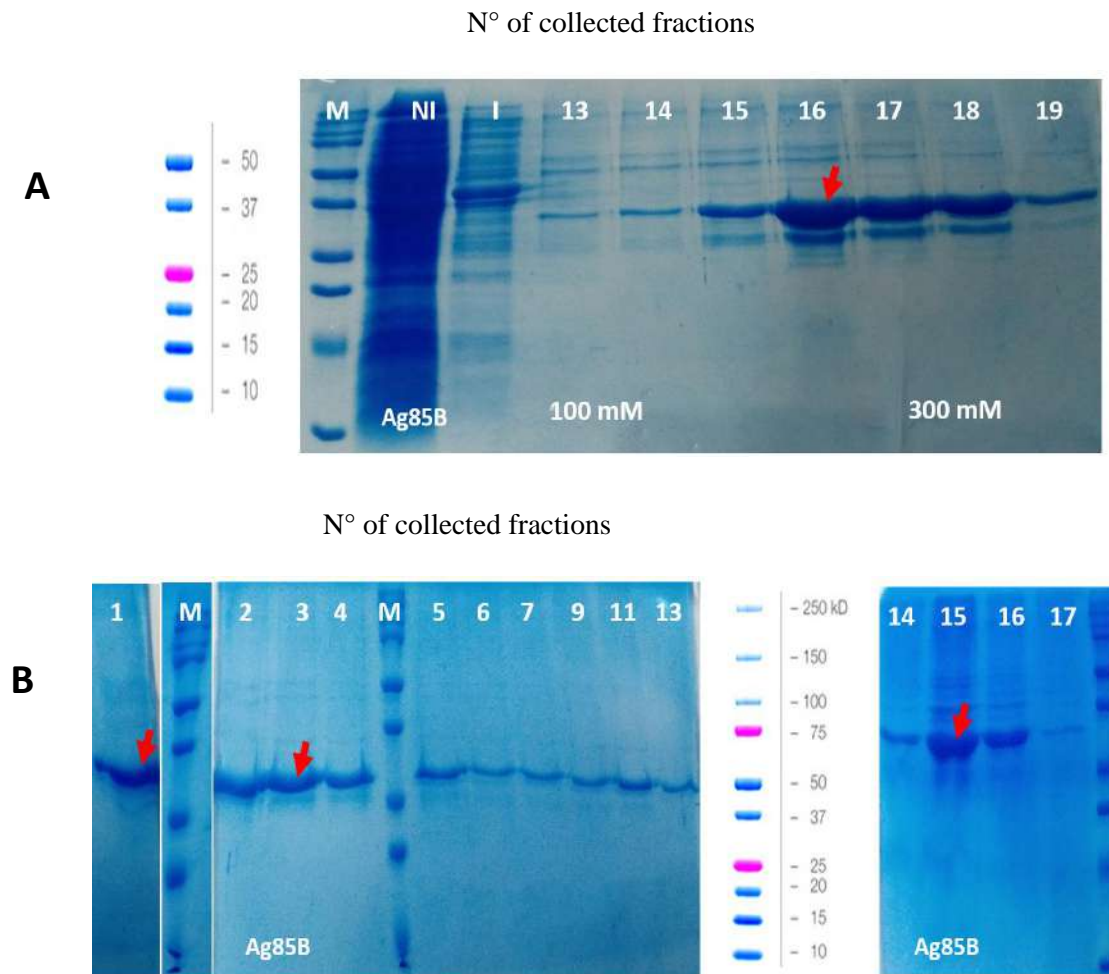 N° of collected fractions
A
- 50
- 37
- 25
- 20
- 15
- 10
M NI I 13 14 15 16 17 18 19
Ag85B 100 mM 300 mM
N° of collected fractions
B
1 M 2 3 4 M 5 6 7 9 11 13
Ag85B
- 250 kD
- 150
- 100
- 75
- 50
- 37
- 25
- 20
- 15
- 10
14 15 16 17
Ag85B